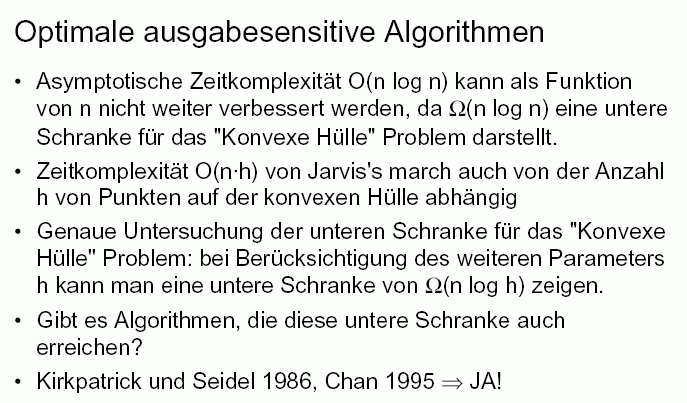 Optimale ausgabesensitive Algorithmen
• Asymptotische Zeitkomplexität O(n log n) kann als Funktion
von n nicht weiter verbessert werden, da Ω(n log n) eine untere
Schranke für das "Konvexe Hülle" Problem darstellt.
• Zeitkomplexität O(n·h) von Jarvis's march auch von der Anzahl
h von Punkten auf der konvexen Hülle abhängig
• Genaue Untersuchung der unteren Schranke für das "Konvexe
Hülle" Problem: bei Berücksichtigung des weiteren Parameters
h kann man eine untere Schranke von Ω(n log h) zeigen.
• Gibt es Algorithmen, die diese untere Schranke auch
erreichen?
• Kirkpatrick und Seidel 1986, Chan 1995 ⇒ JA!